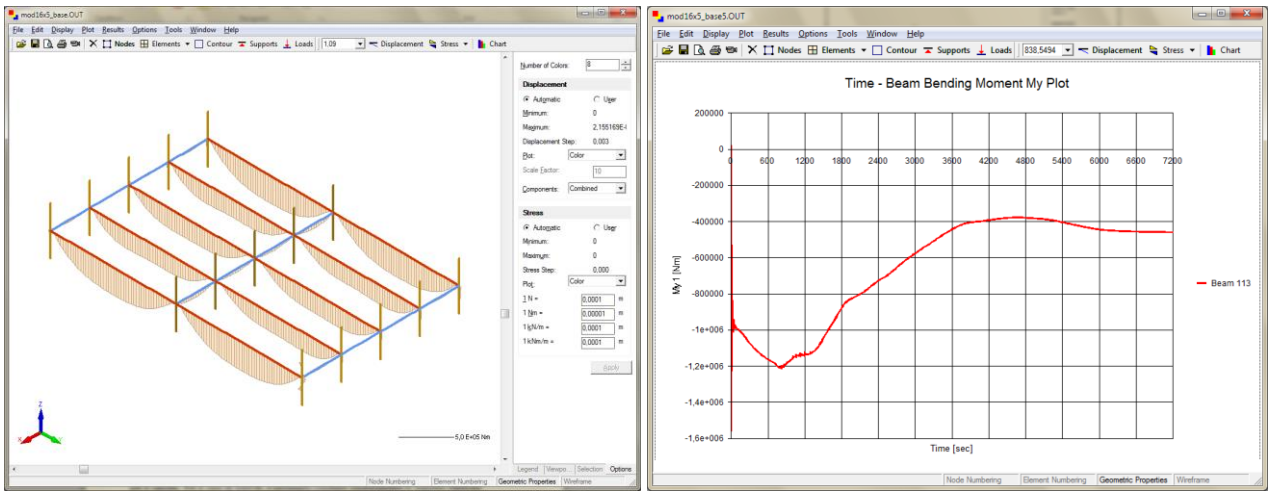 mod16x5_base.OUT
File Edit Display Plot Results Options Tools Window Help
Nodes Elements Contour Supports Loads 1.09 Displacement Stress Chart
Number of Colors: 8
Displacement
Automatic User
Minimum: 0
Maximum: 2,155169E-(
Displacement Step: 0,003
Plot: Color
Scale Factor: 10
Components: Combined
Stress
Automatic User
Minimum: 0
Maximum: 0
Stress Step: 0,000
Plot: Color
1 N = 0,0001 m
1 Nm = 0,00001 m
1 kN/m = 0,0001 m
1 kNm/m = 0,0001 m
Apply
Z
X Y
5,0 E+05 Nm
Legend Viewpo... Selection Options
Node Numbering Element Numbering Geometric Properties Wireframe
mod16x5_base5.OUT
File Edit Display Plot Results Options Tools Window Help
Nodes Elements Contour Supports Loads 838,5494 Displacement Stress Chart
Time - Beam Bending Moment My Plot
200000
0
0 600 1200 1800 2400 3000 3600 4200 4800 5400 6000 6600 7200
-200000
-400000
-600000
-800000
-1e+006
-1,2e+006
-1,4e+006
-1,6e+006
My 1 [Nm]
Time [sec]
Beam 113
Node Numbering Element Numbering Geometric Properties Wireframe